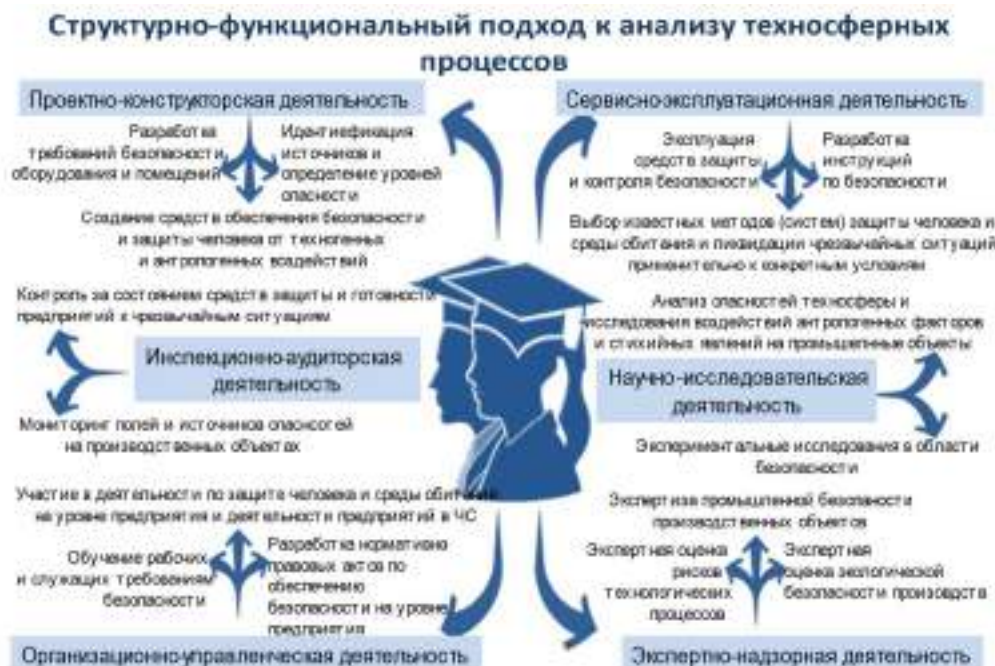 Структурно-функциональный подход к анализу техносферных
процессов
Проектно-конструкторская деятельность
Разработка
требований безопасности
оборудования и помещений
Идентиефикация
источников и
определение уровней
опасности
Создание средств обеспечения безопасности
и защиты человека от техногенных
и антропогенных воздействий
Сервисно-эксплуатационная деятельность
Эксплуация
средств защиты
и контроля безопасности
Разработка
инструкций
по безопасности
Выбор известных методов (систем) защиты человека и
среды обитания и ликвидации чрезвычайных ситуаций
применительно к конкретным условиям
Контроль за состоянием средств защиты и готовности
предприятий к чрезвычайным ситуациям
Инспекционно-аудиторская
деятельность
Мониторинг полей и источников опасностей
на производственных объектах
Анализ опасностей техносферы и
исследования воздействий антропогенных факторов
и стихийных явлений на промышленные объекты
Научно-исследовательская
деятельность
Экспериментальные исследования в области
безопасности
Участие в деятельности по защите человека и среды обитания
на уровне предприятия и деятельности предприятий в ЧС
Обучение рабочих
и служащих требованиям
безопасности
Разработка нормативно
правовых актов по
обеспечению
безопасности на уровне
предприятия
Организационно-управленческая деятельность
Экспертиза промышленной безопасности
производственных объектов
Экспертная оценка
рисков
технологических
процессов
Экспертная
оценка экологической
безопасности производств
Экспертно-надзорная деятельность